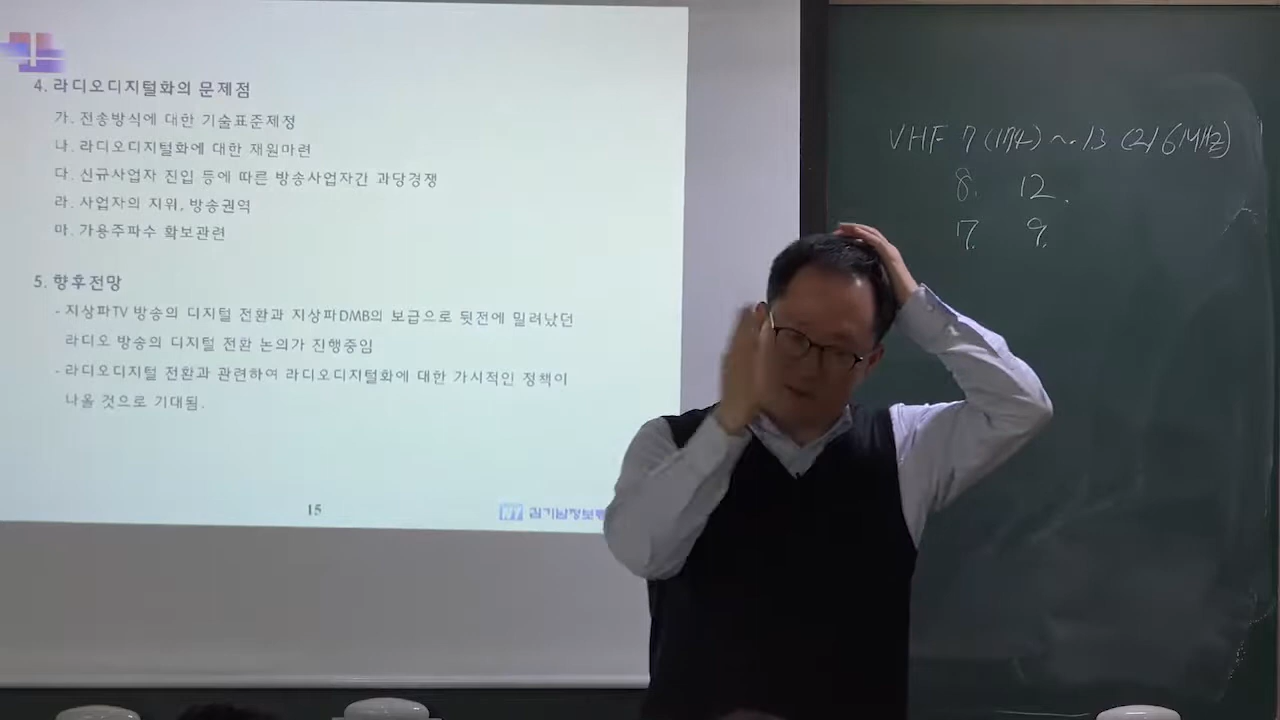 4. 라디오디지털화의 문제점
가. 전송방식에 대한 기술표준제정
나. 라디오디지털화에 대한 재원마련
다. 신규사업자 진입 등에 따른 방송사업자간 과당경쟁
라. 사업자의 지위, 방송권역
마. 가용주파수 확보관련
5. 향후전망
- 지상파TV 방송의 디지털 전환과 지상파DMB의 보급으로 뒷전에 밀려났던
라디오 방송의 디지털 전환 논의가 진행중임
- 라디오디지털 전환과 관련하여 라디오디지털화에 대한 가시적인 정책이
나올 것으로 기대됨.
15
NY 김기남정보통
VHF 7 (174) ~ 13 (216MHz)
8. 12.
7. 9.